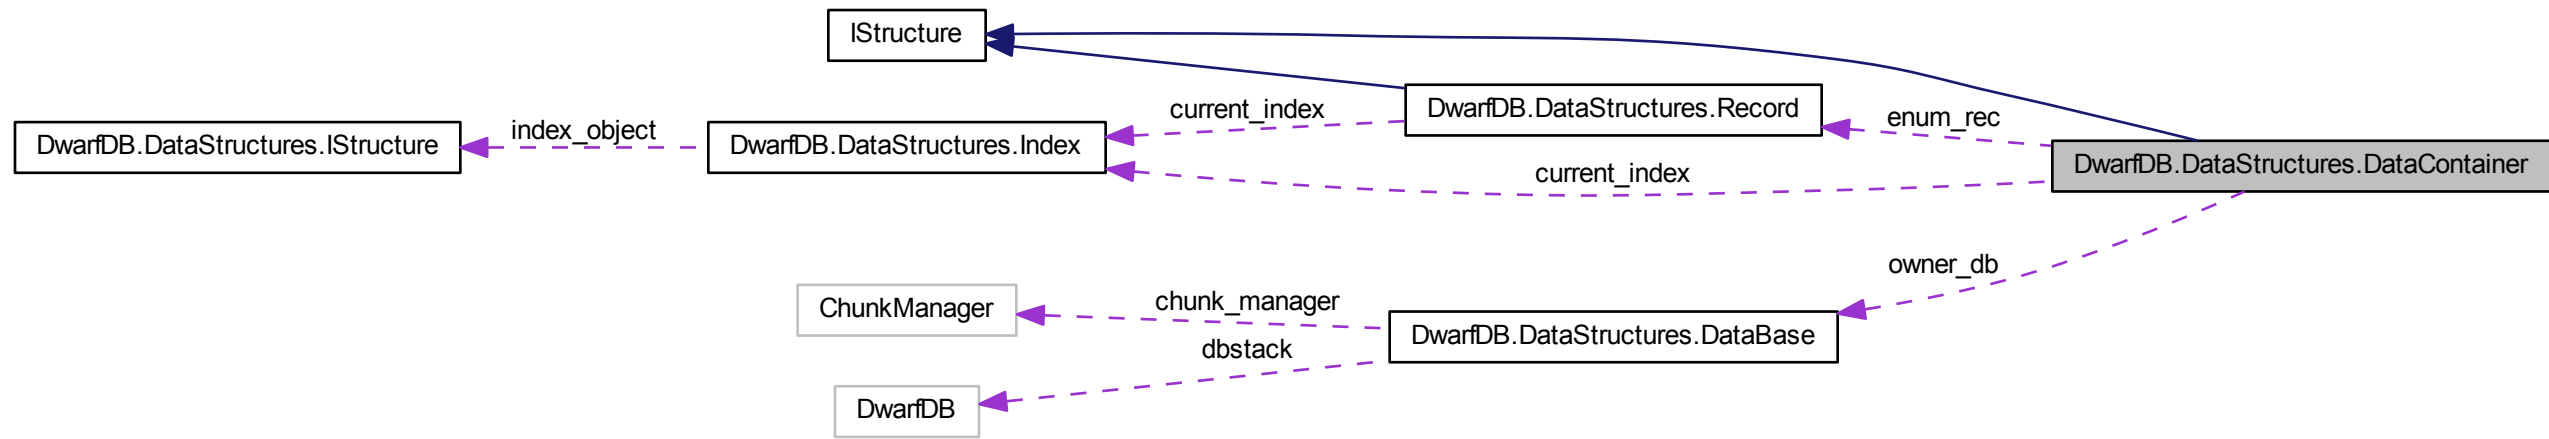 IStructure
DwarfDB.DataStructures.Record
current_index
enum_rec
DwarfDB.DataStructures.IStructure
index_object
DwarfDB.DataStructures.Index
DwarfDB.DataStructures.DataContainer
current_index
owner_db
ChunkManager
chunk_manager
DwarfDB.DataStructures.DataBase
dbstack
DwarfDB